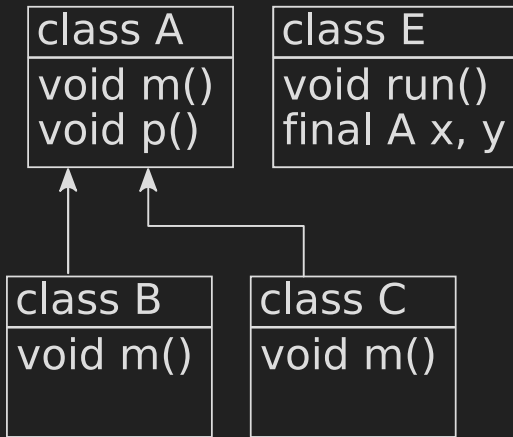 class A
void m()
void p()
class E
void run()
final A x, y
class B
void m()
class C
void m()